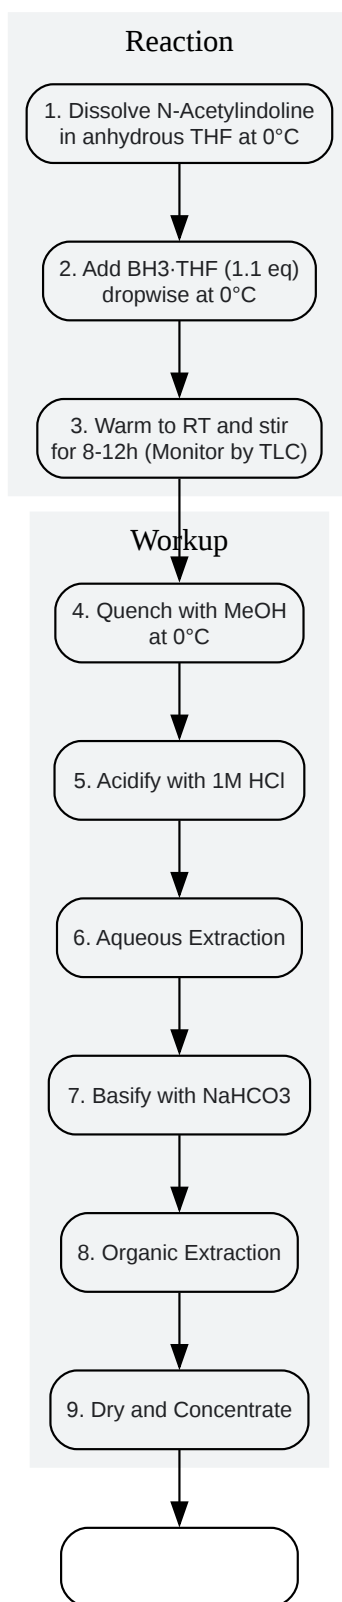 Reaction
1. Dissolve N-Acetylindoline
in anhydrous THF at 0°C
2. Add BH3·THF (1.1 eq)
dropwise at 0°C
3. Warm to RT and stir
for 8-12h (Monitor by TLC)
Workup
4. Quench with MeOH
at 0°C
5. Acidify with 1M HCl
6. Aqueous Extraction
7. Basify with NaHCO3
8. Organic Extraction
9. Dry and Concentrate